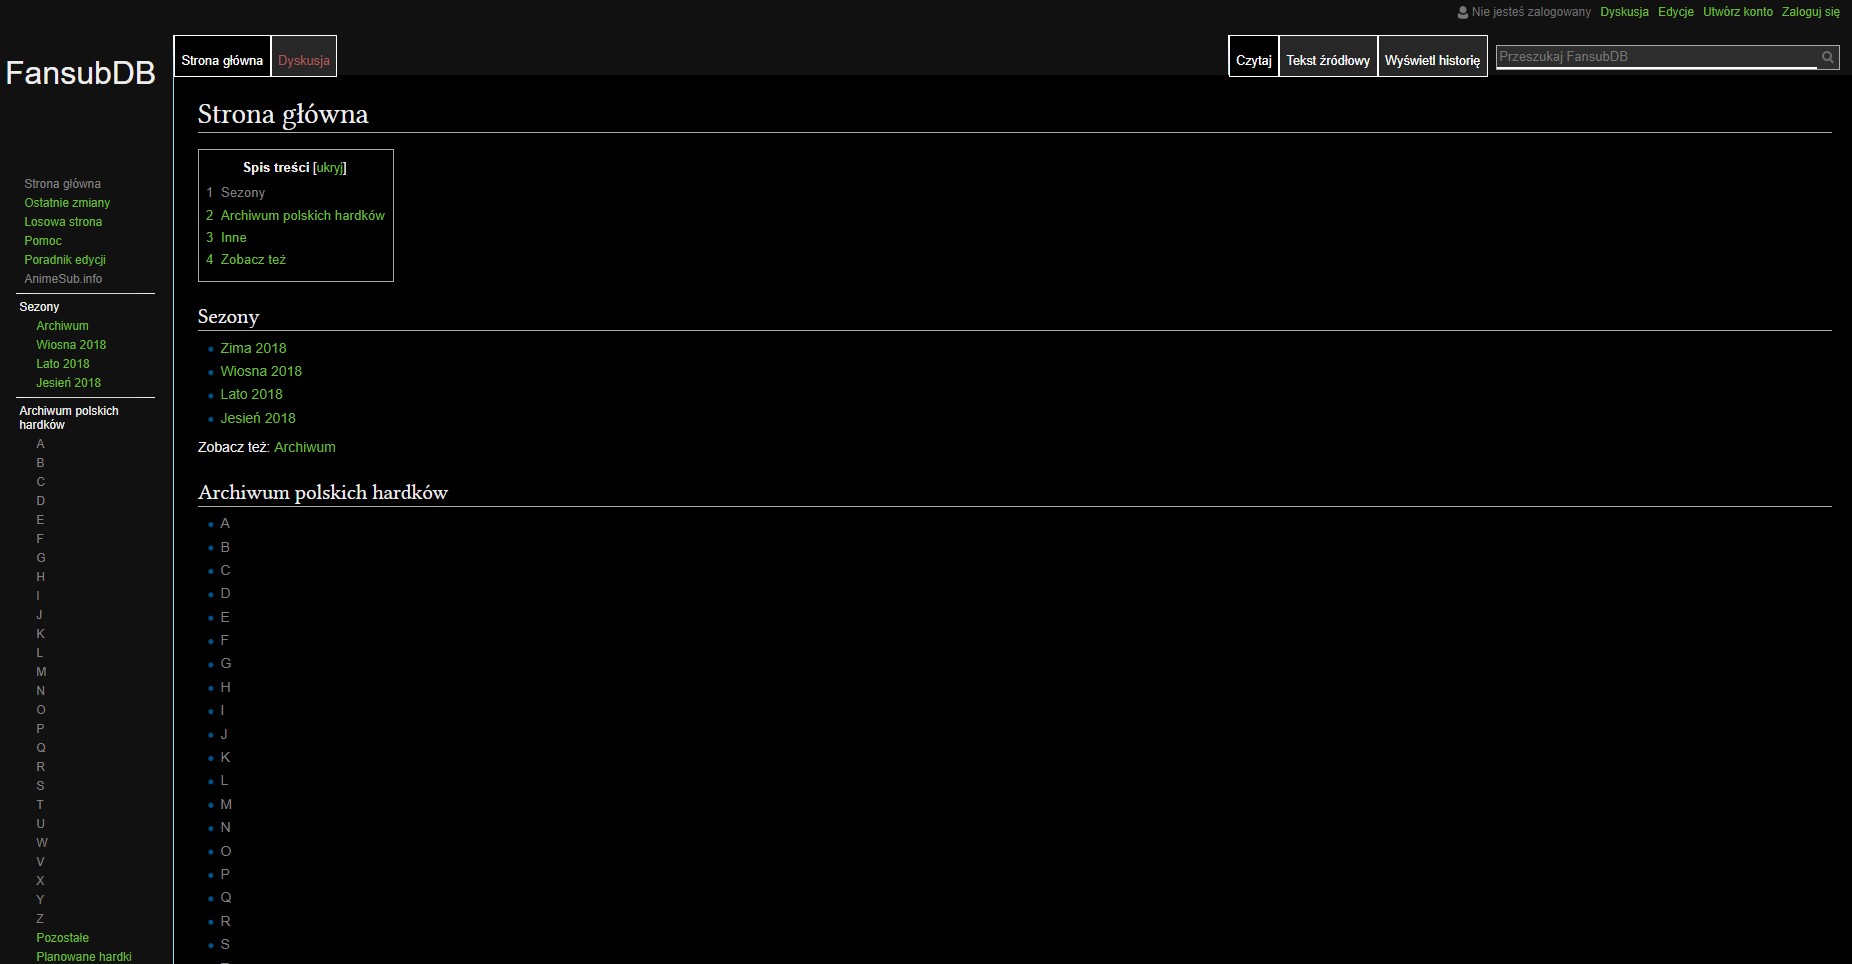 Nie jesteś zalogowany Dyskusja Edycje Utwórz konto Zaloguj się
FansubDB
Strona główna Dyskusja
Czytaj Tekst źródłowy Wyświetl historię Przeszukaj FansubDB
Strona główna
Ostatnie zmiany
Losowa strona
Pomoc
Poradnik edycji
AnimeSub.info
Sezony
Archiwum
Wiosna 2018
Lato 2018
Jesień 2018
Archiwum polskich
hardków
A
B
C
D
E
F
G
H
I
J
K
L
M
N
O
P
Q
R
S
T
U
W
V
X
Y
Z
Pozostałe
Planowane hardki
Strona główna
Spis treści [ukryj]
1 Sezony
2 Archiwum polskich hardków
3 Inne
4 Zobacz też
Sezony
Zima 2018
Wiosna 2018
Lato 2018
Jesień 2018
Zobacz też: Archiwum
Archiwum polskich hardków
A
B
C
D
E
F
G
H
I
J
K
L
M
N
O
P
Q
R
S